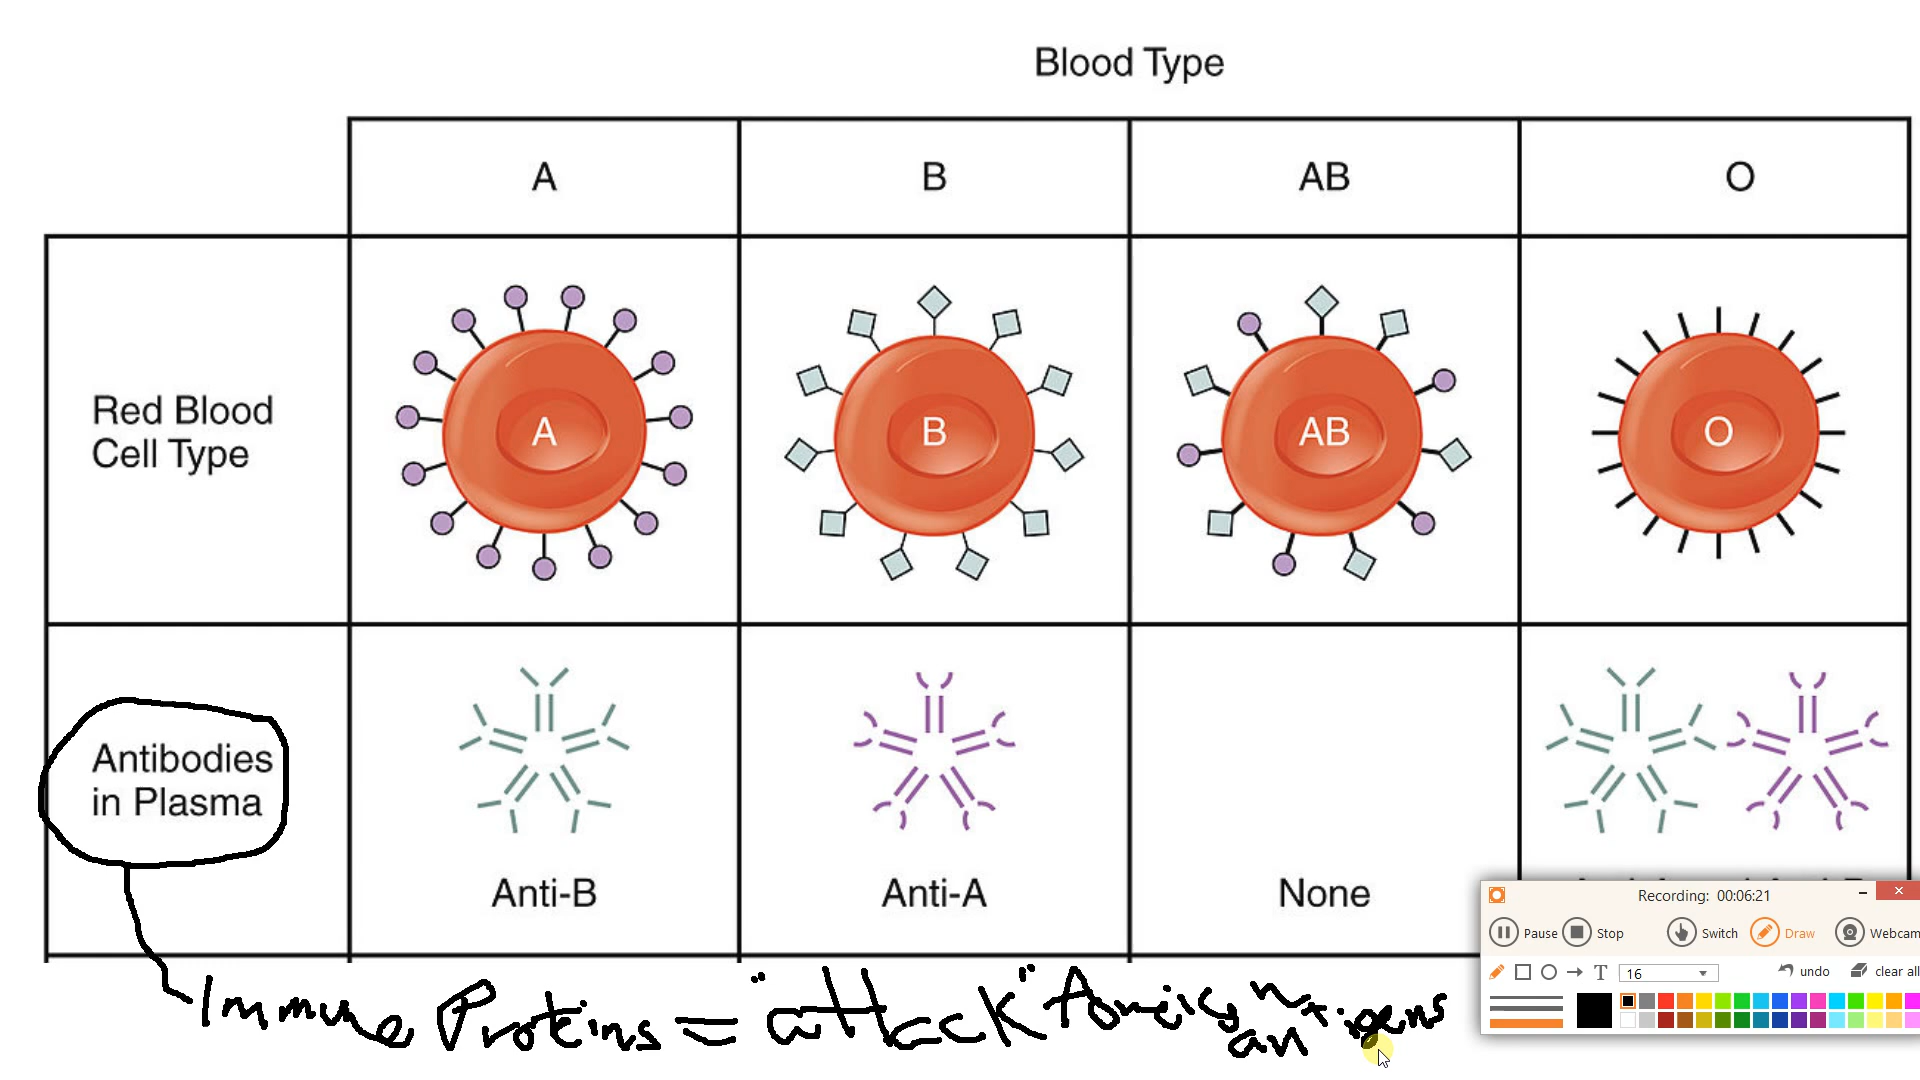 Blood Type
A
B
AB
O
Red Blood
Cell Type
A
B
AB
O
Antibodies
in Plasma
Anti-B
Anti-A
None
Immune Proteins = "attack" antigens
Recording: 00:06:21
Pause
Stop
Switch
Draw
Webcam
T
16
undo
clear all